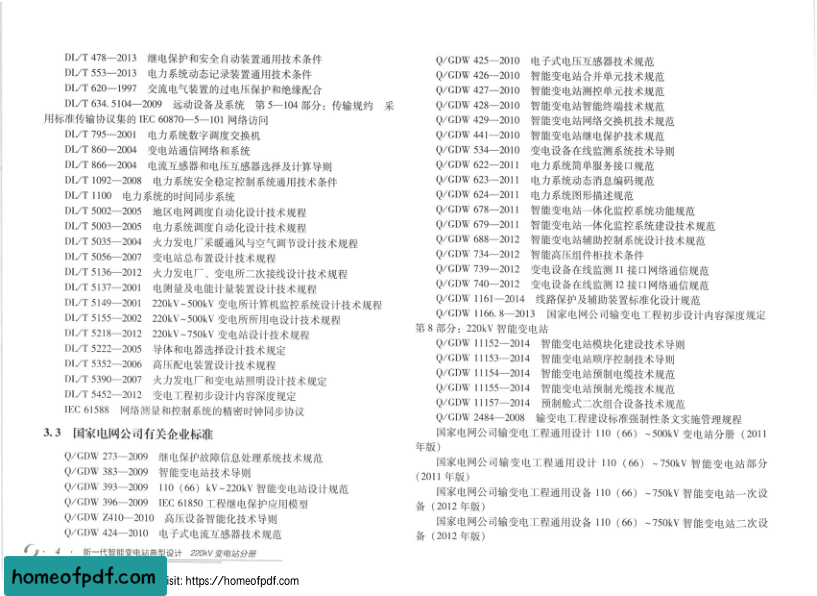 DL/T 478—2013 继电保护和安全自动装置通用技术条件
DL/T 553—2013 电力系统动态记录装置通用技术条件
DL/T 620—1997 交流电气装置的过电压保护和绝缘配合
DL/T 634.5104—2009 远动设备及系统 第5—104部分：传输规约 采
用标准传输协议集的 IEC 60870—5—101 网络访问
DL/T 795—2001 电力系统数字调度交换机
DL/T 860—2004 变电站通信网络和系统
DL/T 866—2004 电流互感器和电压互感器选择及计算导则
DL/T 1092—2008 电力系统安全稳定控制系统通用技术条件
DL/T 1100 电力系统的时间同步系统
DL/T 5002—2005 地区电网调度自动化设计技术规程
DL/T 5003—2005 电力系统调度自动化设计技术规程
DL/T 5035—2004 火力发电厂采暖通风与空气调节设计技术规程
DL/T 5056—2007 变电站总布置设计技术规程
DL/T 5136—2012 火力发电厂、变电所二次接线设计技术规程
DL/T 5137—2001 电测量及电能计量装置设计技术规程
DL/T 5149—2001 220kV~500kV 变电所计算机监控系统设计技术规程
DL/T 5155—2002 220kV~500kV 变电所所用电设计技术规程
DL/T 5218—2012 220kV~750kV 变电站设计技术规程
DL/T 5222—2005 导体和电器选择设计技术规定
DL/T 5352—2006 高压配电装置设计技术规程
DL/T 5390—2007 火力发电厂和变电站照明设计技术规定
DL/T 5452—2012 变电工程初步设计内容深度规定
IEC 61588 网络测量和控制系统的精密时钟同步协议
3.3 国家电网公司有关企业标准
Q/GDW 273—2009 继电保护故障信息处理系统技术规范
Q/GDW 383—2009 智能变电站技术导则
Q/GDW 393—2009 110（66）kV~220kV 智能变电站设计规范
Q/GDW 396—2009 IEC 61850 工程继电保护应用模型
Q/GDW Z410—2010 高压设备智能化技术导则
Q/GDW 424—2010 电子式电流互感器技术规范
· 4 · 新一代智能变电站典型设计 220kV 变电站分册
Q/GDW 425—2010 电子式电压互感器技术规范
Q/GDW 426—2010 智能变电站合并单元技术规范
Q/GDW 427—2010 智能变电站测控单元技术规范
Q/GDW 428—2010 智能变电站智能终端技术规范
Q/GDW 429—2010 智能变电站网络交换机技术规范
Q/GDW 441—2010 智能变电站继电保护技术规范
Q/GDW 534—2010 变电设备在线监测系统技术导则
Q/GDW 622—2011 电力系统简单服务接口规范
Q/GDW 623—2011 电力系统动态消息编码规范
Q/GDW 624—2011 电力系统图形描述规范
Q/GDW 678—2011 智能变电站一体化监控系统功能规范
Q/GDW 679—2011 智能变电站一体化监控系统建设技术规范
Q/GDW 688—2012 智能变电站辅助控制系统设计技术规范
Q/GDW 734—2012 智能高压组件柜技术条件
Q/GDW 739—2012 变电设备在线监测 I1 接口网络通信规范
Q/GDW 740—2012 变电设备在线监测 I2 接口网络通信规范
Q/GDW 1161—2014 线路保护及辅助装置标准化设计规范
Q/GDW 1166.8—2013 国家电网公司输变电工程初步设计内容深度规定
第8部分：220kV 智能变电站
Q/GDW 11152—2014 智能变电站模块化建设技术导则
Q/GDW 11153—2014 智能变电站顺序控制技术导则
Q/GDW 11154—2014 智能变电站预制电缆技术规范
Q/GDW 11155—2014 智能变电站预制光缆技术规范
Q/GDW 11157—2014 预制舱式二次组合设备技术规范
Q/GDW 2484—2008 输变电工程建设标准强制性条文实施管理规程
国家电网公司输变电工程通用设计 110（66）~500kV 变电站分册（2011
年版）
国家电网公司输变电工程通用设计 110（66）~750kV 智能变电站部分
（2011 年版）
国家电网公司输变电工程通用设备 110（66）~750kV 智能变电站一次设
备（2012 年版）
国家电网公司输变电工程通用设备 110（66）~750kV 智能变电站二次设
备（2012 年版）
homeofpdf.com
isit: https://homeofpdf.com